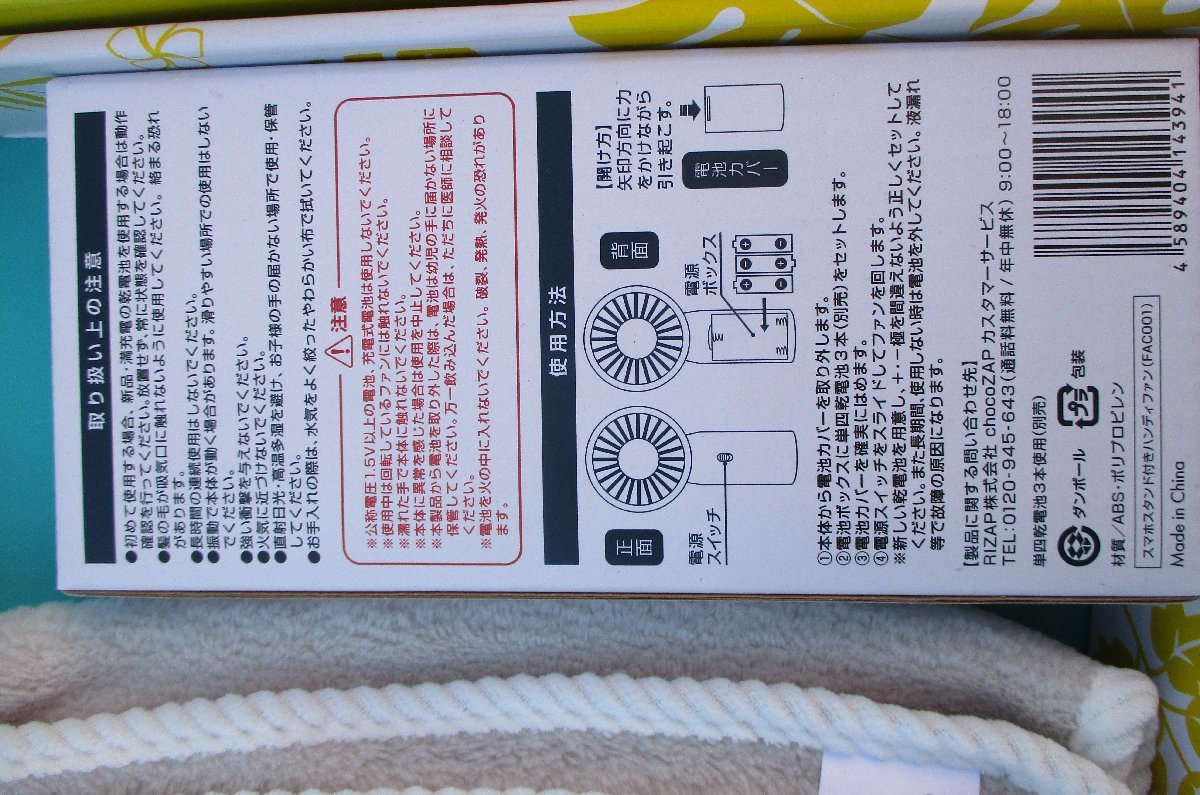 取り扱い上の注意
●初めて使用する場合、新品・満充電の乾電池を使用する場合は動作
確認を行ってください。放置せず、常に状態を確認してください。
●髪の毛が吸気口に触れないように使用してください。絡まる恐れ
があります。
●長時間の連続使用はしないでください。
●振動で本体が動く場合があります。滑りやすい場所での使用はしない
でください。
●強い衝撃を与えないでください。
●火気に近づけないでください。
●直射日光・高温多湿を避け、お子様の手の届かない場所で使用・保管
してください。
●お手入れの際は、水気をよく絞ったやわらかい布で拭いてください。
注意
※公称電圧1.5V以上の電池、充電式電池は使用しないでください。
※使用中は回転しているファンには触れないでください。
※濡れた手で本体に触れないでください。
※本体に異常を感じた場合は使用を中止してください。
※本製品から電池を取り外した際は、電池は幼児の手に届かない場所に
保管してください。万一飲み込んだ場合は、ただちに医師に相談して
ください。
※電池を火の中に入れないでください。破裂、発熱、発火の恐れがあり
ます。
使用方法
正面
背面
電源
スイッチ
電源
ボックス
【開け方】
矢印方向に力
をかけながら
引き起こす。
電池カバー
①本体から電池カバーを取り外します。
②電池ボックスに単四乾電池3本(別売)をセットします。
③電池カバーを確実にはめます。
④電源スイッチをスライドしてファンを回します。
※新しい乾電池を用意し、＋・－極を間違えないよう正しくセットして
ください。また長期間、使用しない時は電池を外してください。液漏れ
等で故障の原因になります。
【製品に関する問い合わせ先】
RIZAP株式会社 chocoZAP カスタマーサービス
TEL:0120-945-643(通話料無料/年中無休) 9:00~18:00
単四乾電池3本使用(別売)
ダンボール
プラ
包装
材質/ABS・ポリプロピレン
スマホスタンド付きハンディファン(FAC001)
Made in China
4 589404 143941